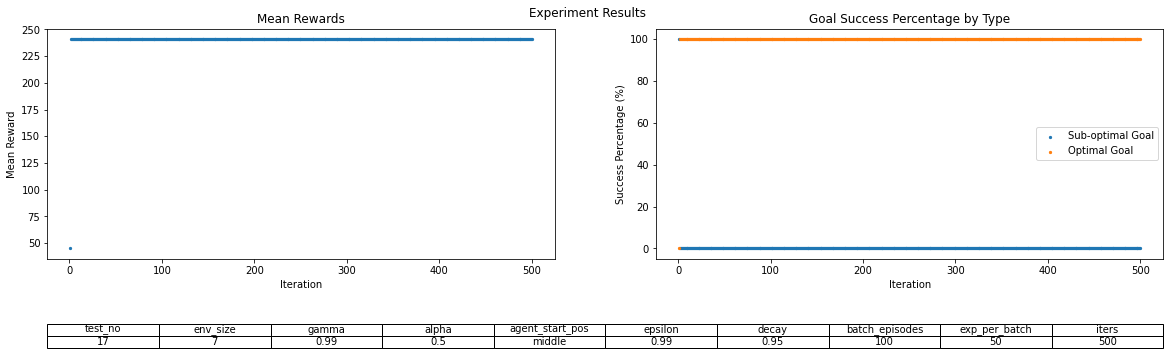 Experiment Results
Mean Rewards
250
225
200
175
150
125
100
75
50
Mean Reward
0 100 200 300 400 500
Iteration
Goal Success Percentage by Type
100
80
60
40
20
0
Success Percentage (%)
Sub-optimal Goal
Optimal Goal
0 100 200 300 400 500
Iteration
test_no env_size gamma alpha agent_start_pos epsilon decay batch_episodes exp_per_batch iters
17 7 0.99 0.5 middle 0.99 0.95 100 50 500